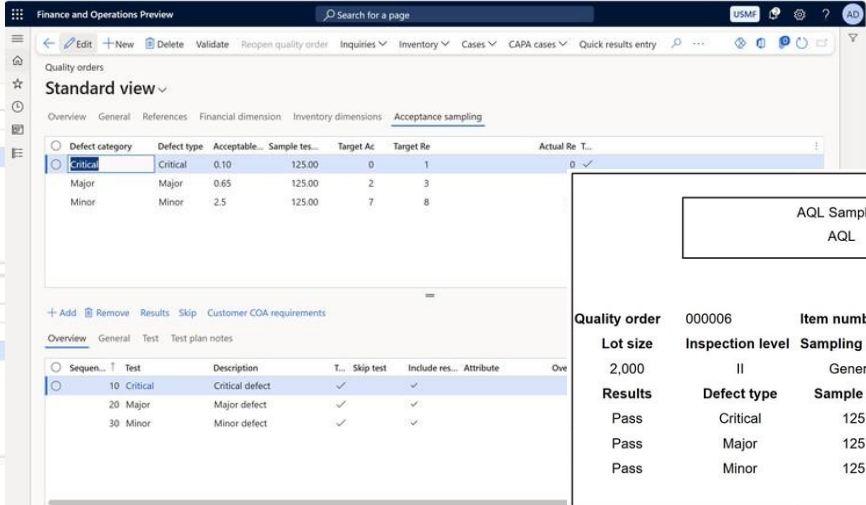 Finance and Operations Preview
Search for a page
USMF
?
AD
Edit + New Delete Validate Reopen quality order Inquiries Inventory Cases CAPA cases Quick results entry ...
Quality orders
Standard view
Overview General References Financial dimension Inventory dimensions Acceptance sampling
Defect category Defect type Acceptable... Sample tes... Target Ac Target Re Actual Re T...
Critical Critical 0.10 125.00 0 1 0
Major Major 0.65 125.00 2 3
Minor Minor 2.5 125.00 7 8
+ Add Remove Results Skip Customer COA requirements
Overview General Test Test plan notes
Sequen... ↑ Test Description T... Skip test Include res... Attribute Ove
10 Critical Critical defect
20 Major Major defect
30 Minor Minor defect
AQL Sampl
AQL
Quality order 000006 Item numb
Lot size Inspection level Sampling
2,000 II Gener
Results Defect type Sample
Pass Critical 125
Pass Major 125
Pass Minor 125